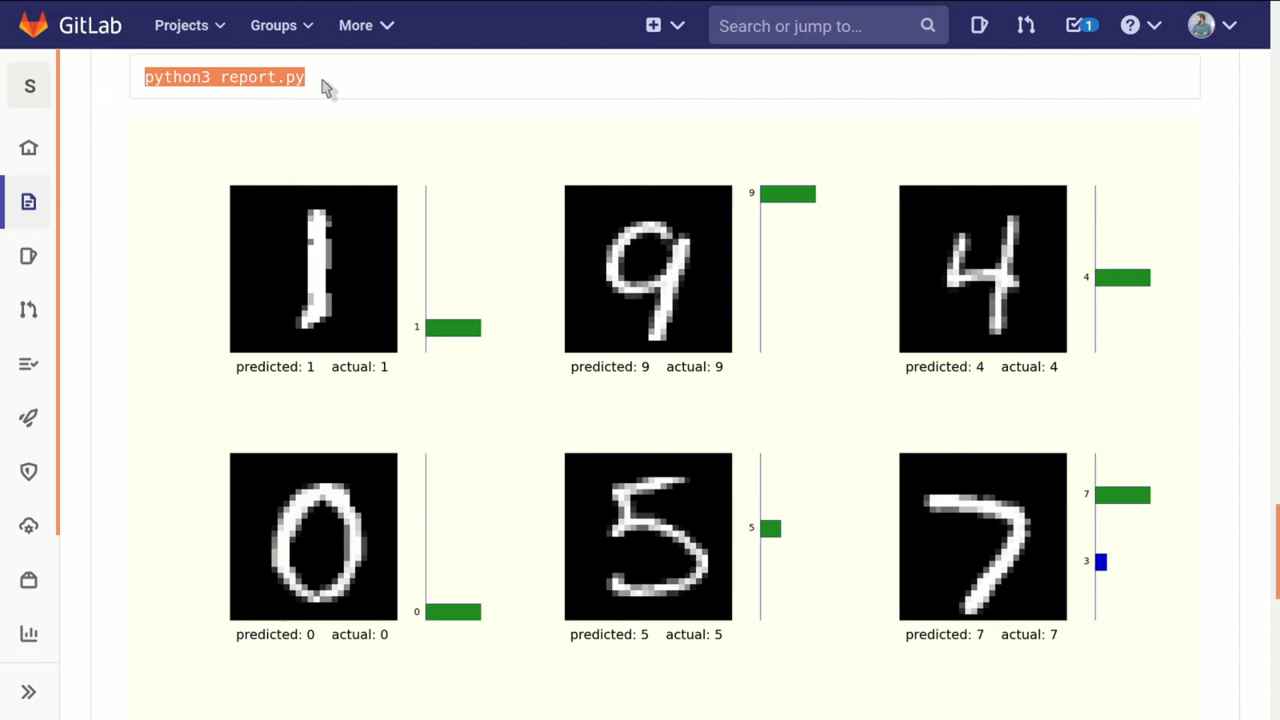 GitLab Projects Groups More Search or jump to... 1
S
python3 report.py
1
predicted: 1 actual: 1
9
predicted: 9 actual: 9
4
predicted: 4 actual: 4
0
predicted: 0 actual: 0
5
predicted: 5 actual: 5
7
3
predicted: 7 actual: 7